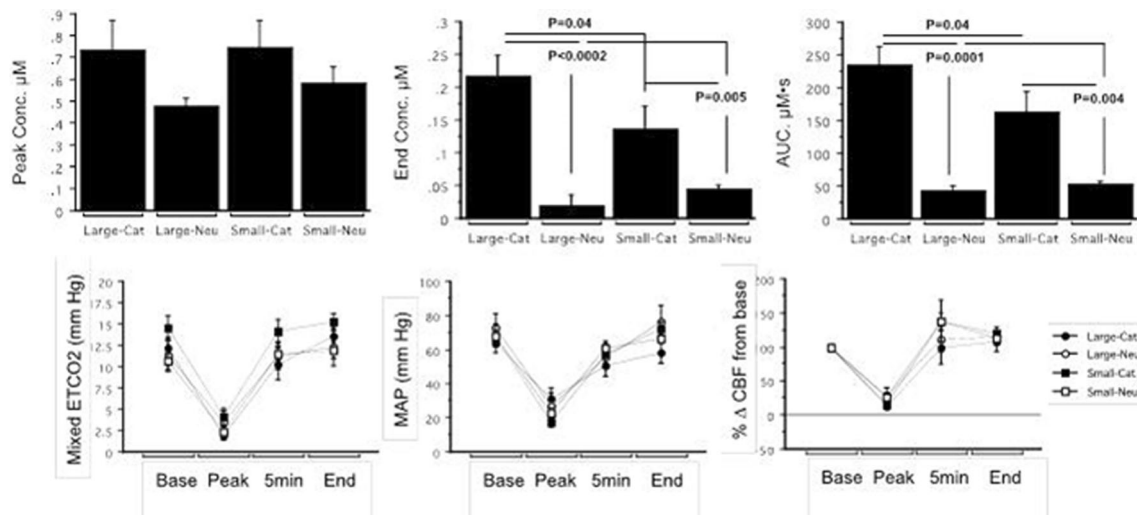 Peak Conc. µM
.9
.8
.7
.6
.5
.4
.3
.2
.1
0
Large-Cat Large-Neu Small-Cat Small-Neu
End Conc. µM
.3
.25
.2
.15
.1
.05
0
P=0.04
P<0.0002
P=0.005
Large-Cat Large-Neu Small-Cat Small-Neu
AUC. µM•s
300
250
200
150
100
50
0
P=0.04
P=0.0001
P=0.004
Large-Cat Large-Neu Small-Cat Small-Neu
Mixed ETCO2 (mm Hg)
20
17.5
15
12.5
10
7.5
5
2.5
0
Base Peak 5min End
MAP (mm Hg)
100
80
60
40
20
0
Base Peak 5min End
% Δ CBF from base
200
150
100
50
0
50
Base Peak 5min End
Large-Cat
Large-Neu
Small-Cat
Small-Neu